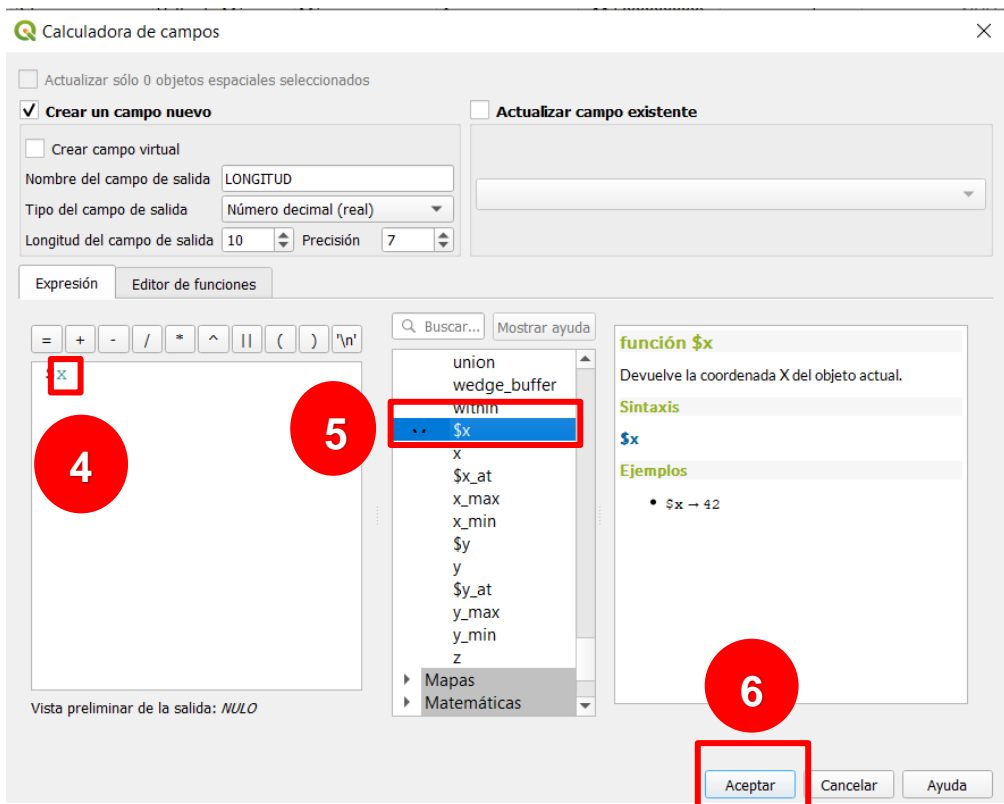 Calculadora de campos
Actualizar sólo 0 objetos espaciales seleccionados
Crear un campo nuevo
Actualizar campo existente
Crear campo virtual
Nombre del campo de salida LONGITUD
Tipo del campo de salida Número decimal (real)
Longitud del campo de salida 10 Precisión 7
Expresión Editor de funciones
= + - / * ^ || ( ) '\n'
$x
4
5
Vista preliminar de la salida: NULO
Buscar... Mostrar ayuda
union
wedge_buffer
within
$x
x
$x_at
x_max
x_min
$y
y
$y_at
y_max
y_min
z
Mapas
Matemáticas
función $x
Devuelve la coordenada X del objeto actual.
Sintaxis
$x
Ejemplos
• $x → 42
6
Aceptar Cancelar Ayuda